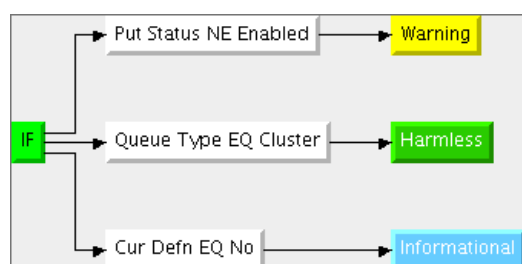 Put Status NE Enabled
Warning
IF
Queue Type EQ Cluster
Harmless
Cur Defn EQ No
Informational